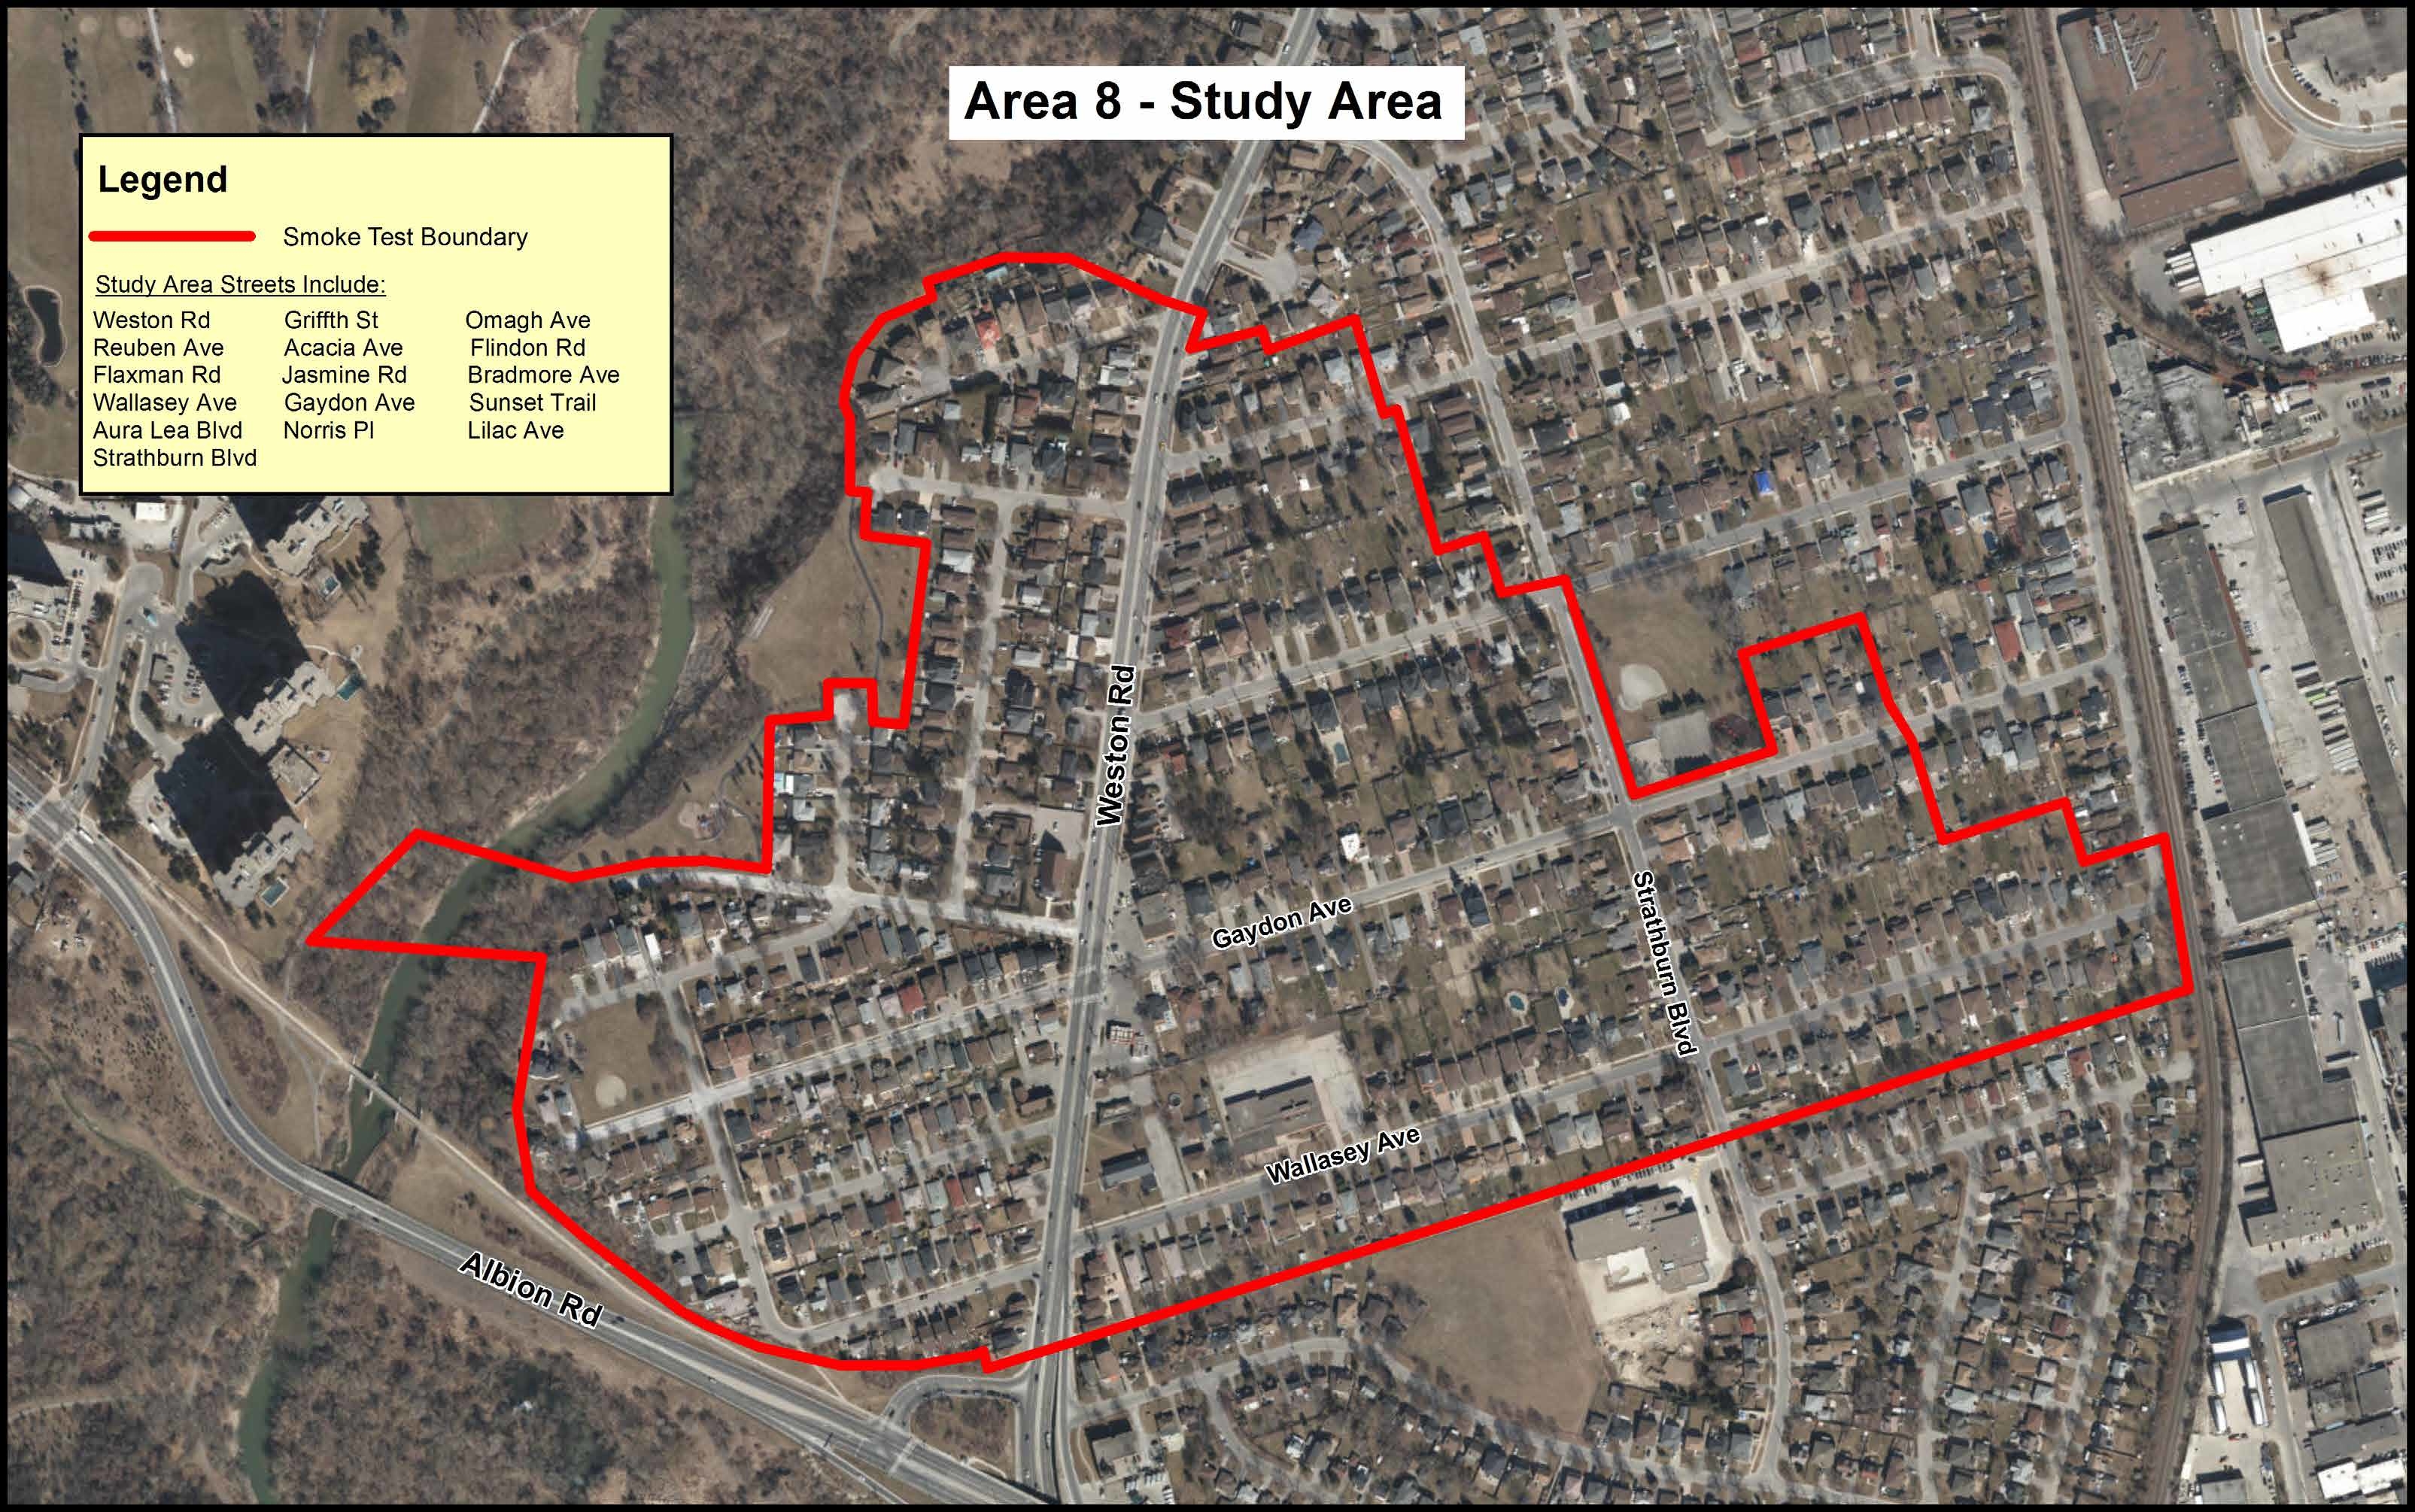 Area 8 - Study Area
Legend
Smoke Test Boundary
Study Area Streets Include:
Weston Rd Griffth St Omagh Ave
Reuben Ave Acacia Ave Flindon Rd
Flaxman Rd Jasmine Rd Bradmore Ave
Wallasey Ave Gaydon Ave Sunset Trail
Aura Lea Blvd Norris Pl Lilac Ave
Strathburn Blvd
Weston Rd
Gaydon Ave
Strathburn Blvd
Wallasey Ave
Albion Rd